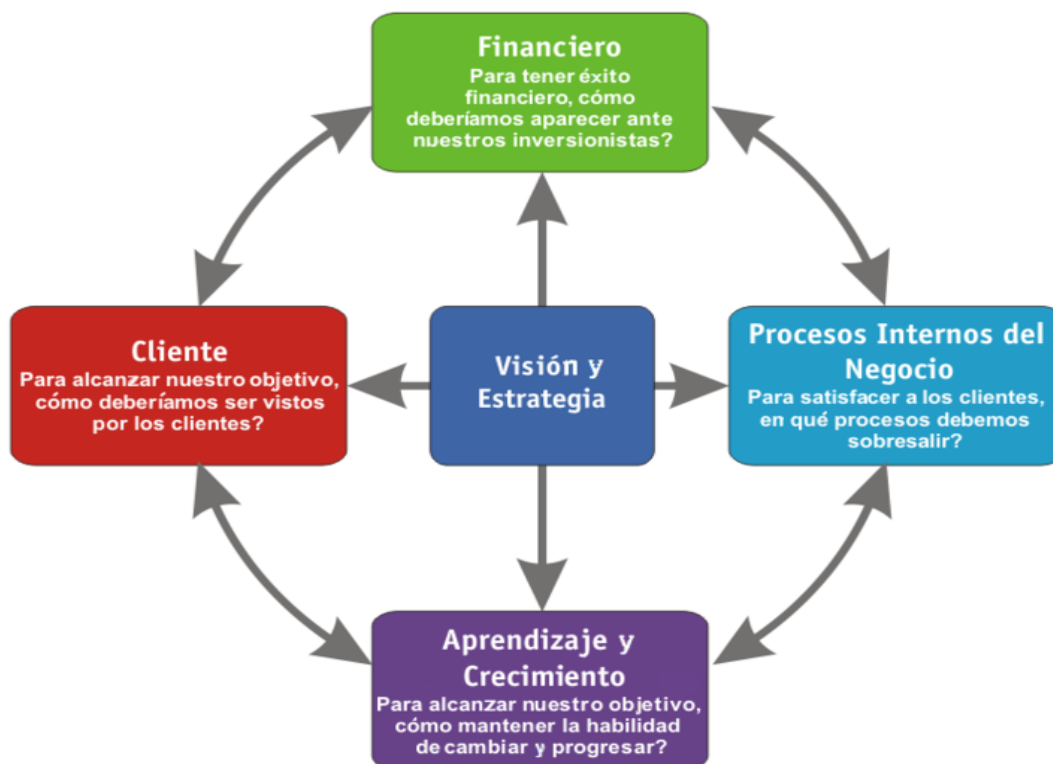 Financiero
Para tener éxito
financiero, cómo
deberíamos aparecer ante
nuestros inversionistas?
Cliente
Para alcanzar nuestro objetivo,
cómo deberíamos ser vistos
por los clientes?
Visión y
Estrategia
Procesos Internos del
Negocio
Para satisfacer a los clientes,
en qué procesos debemos
sobresalir?
Aprendizaje y
Crecimiento
Para alcanzar nuestro objetivo,
cómo mantener la habilidad
de cambiar y progresar?